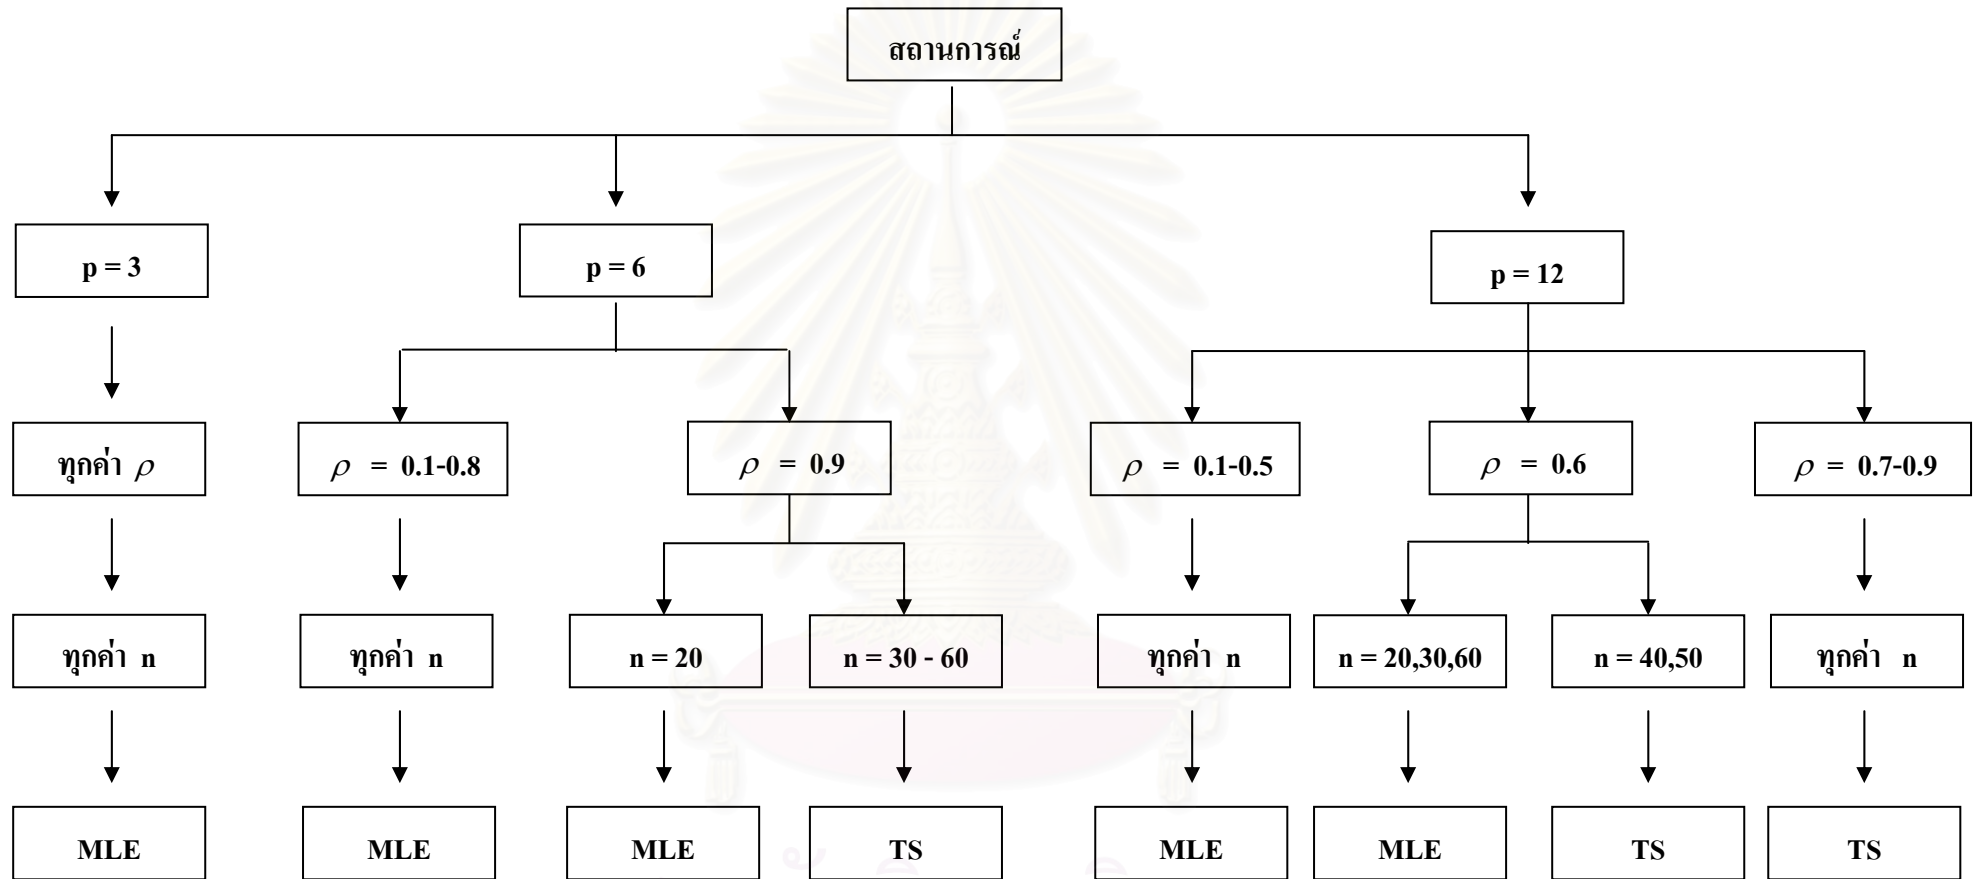 สถานการณ์
p = 3
p = 6
p = 12
ทุกค่า ρ
ρ = 0.1-0.8
ρ = 0.9
ρ = 0.1-0.5
ρ = 0.6
ρ = 0.7-0.9
ทุกค่า n
ทุกค่า n
n = 20
n = 30 - 60
ทุกค่า n
n = 20,30,60
n = 40,50
ทุกค่า n
MLE
MLE
MLE
TS
MLE
MLE
TS
TS